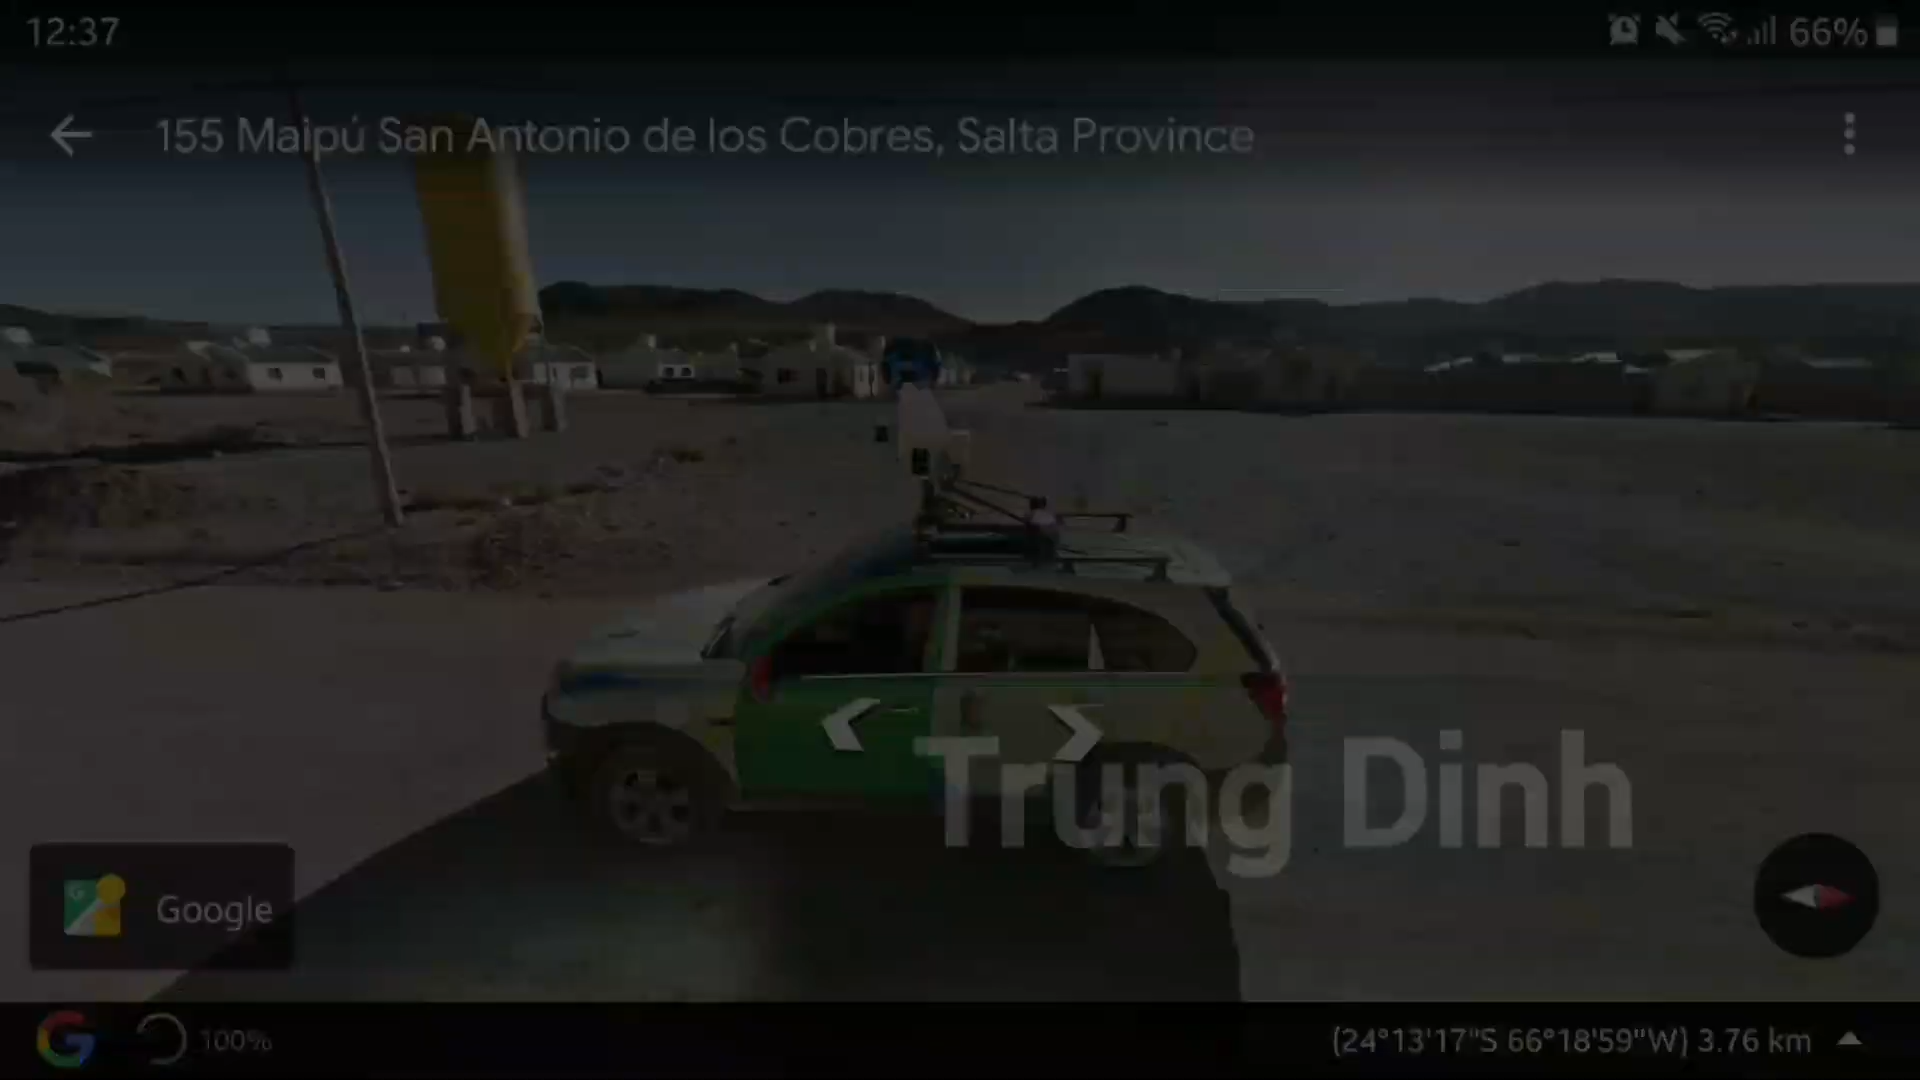 12:37
66%
155 Maipú San Antonio de los Cobres, Salta Province
Trung Dinh
Google
100%
(24°13'17"S 66°18'59"W) 3.76 km